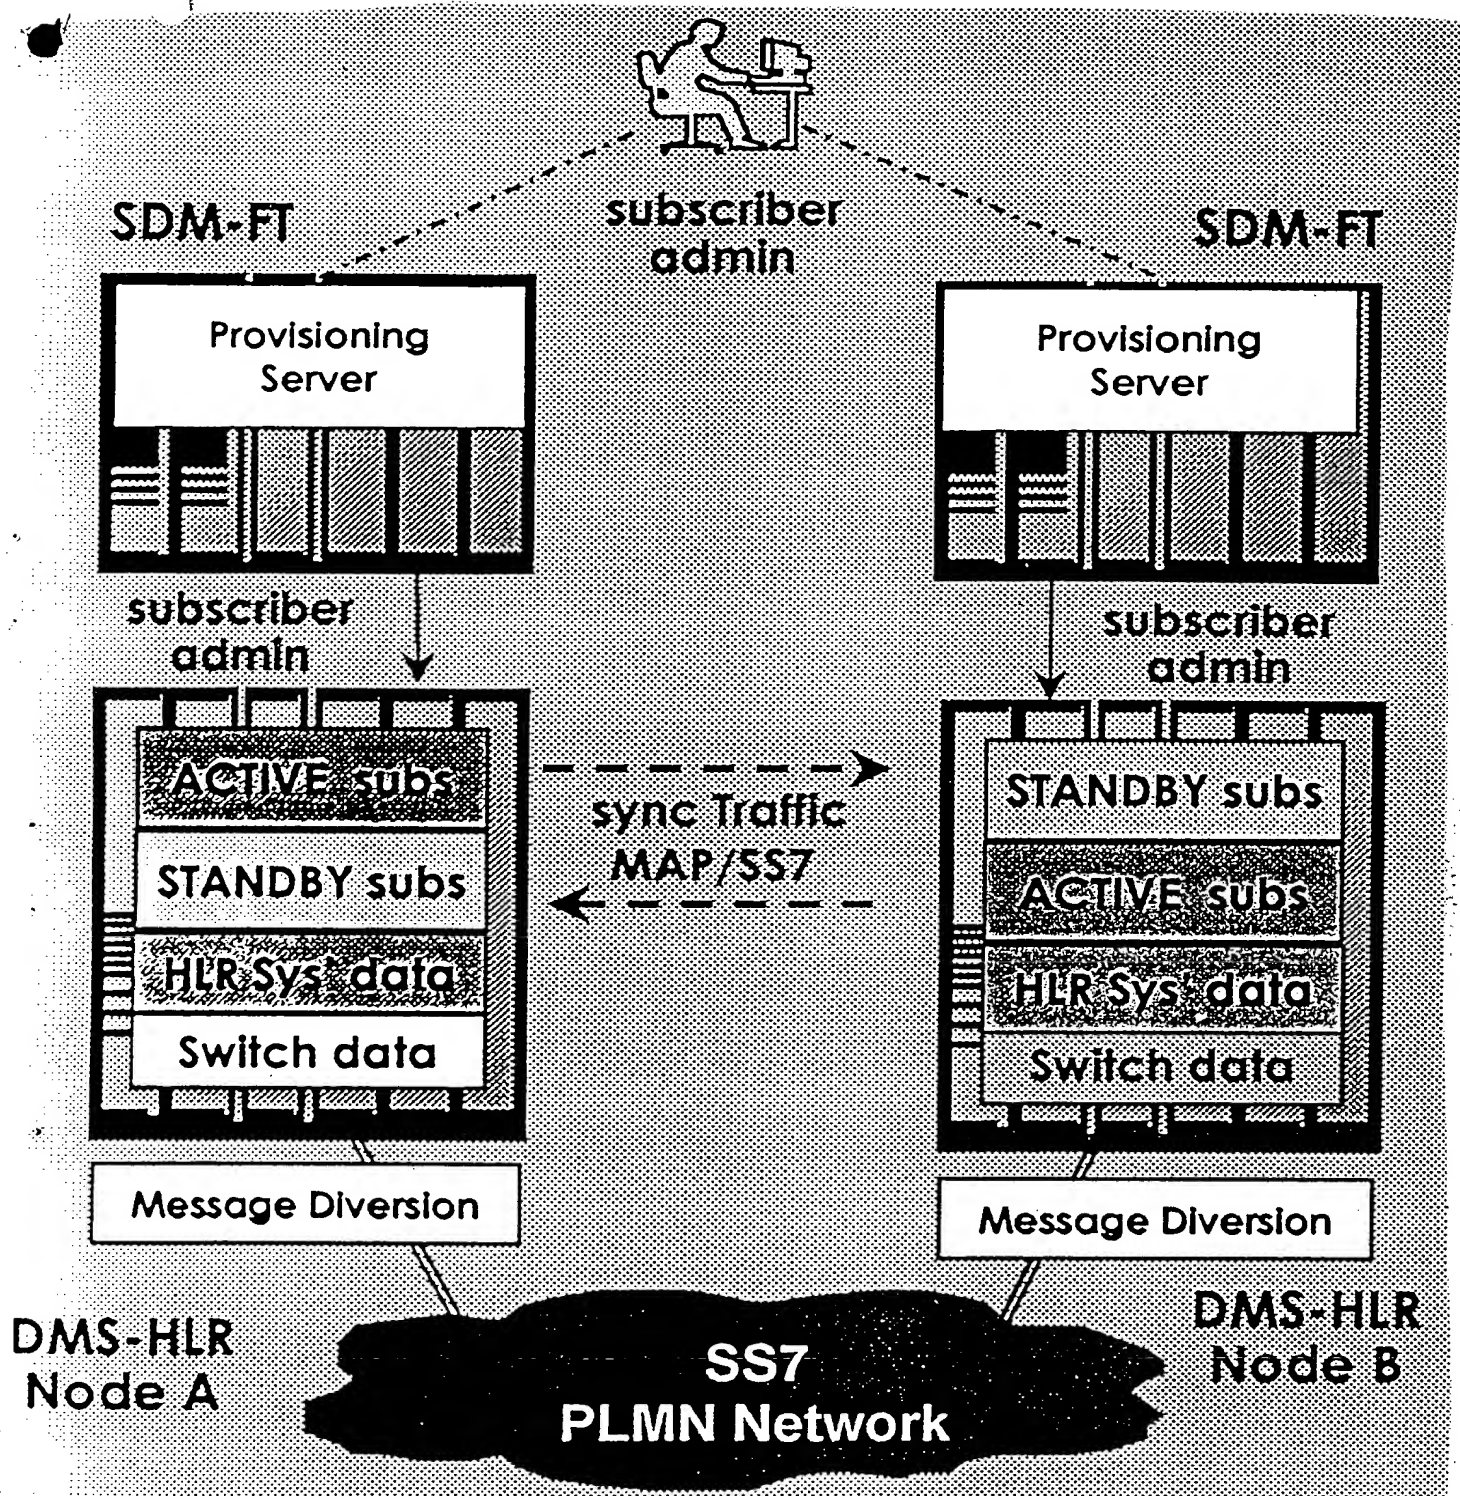 subscriber
admin
SDM-FT
SDM-FT
Provisioning
Server
Provisioning
Server
subscriber
admin
subscriber
admin
ACTIVE subs
STANDBY subs
HLR Sys' data
Switch data
sync Traffic
MAP/SS7
STANDBY subs
ACTIVE subs
HLR Sys' data
Switch data
Message Diversion
Message Diversion
DMS-HLR
Node A
DMS-HLR
Node B
SS7
PLMN Network